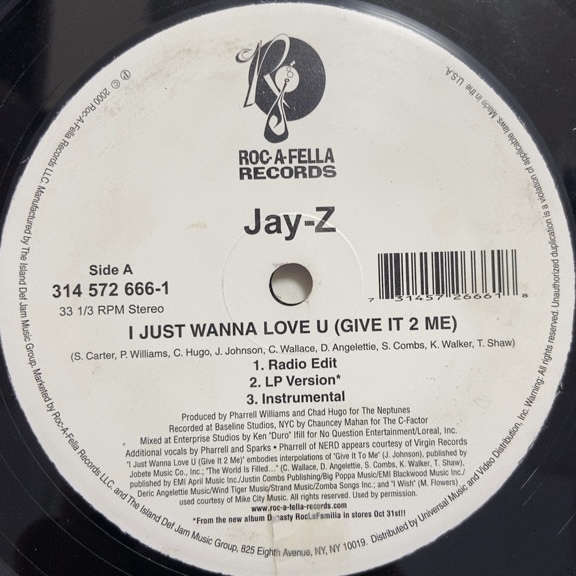 ROC-A-FELLA
RECORDS
Jay-Z
Side A
314 572 666-1
33 1/3 RPM Stereo
7 31457 26661 8
I JUST WANNA LOVE U (GIVE IT 2 ME)
(S. Carter, P. Williams, C. Hugo, J. Johnson, C. Wallace, D. Angelettie, S. Combs, K. Walker, T. Shaw)
1. Radio Edit
2. LP Version*
3. Instrumental
Produced by Pharrell Williams and Chad Hugo for The Neptunes
Recorded at Baseline Studios, NYC by Chauncey Mahan for The C-Factor
Mixed at Enterprise Studios by Ken "Duro" Ifill for No Question Entertainment/Loreal, Inc.
Additional vocals by Pharrell and Sparks • Pharrell of NERD appears courtesy of Virgin Records
"I Just Wanna Love U (Give It 2 Me)" embodies interpolations of "Give It To Me" (J. Johnson), published by
Jobete Music Co., Inc.; "The World Is Filled..." (C. Wallace, D. Angelettie, S. Combs, K. Walker, T. Shaw),
published by EMI April Music Inc./Justin Combs Publishing/Big Poppa Music/EMI Blackwood Music Inc./
Deric Angelettie Music/Wind Tiger Music/Strand Music/Zomba Songs Inc.; and "I Wish" (M. Flowers)
used courtesy of Mike City Music. All rights reserved. Used by permission.
www.roc-a-fella-records.com
*From the new album Dynasty RocLaFamilia in stores Oct 31st!!
℗ © 2000 Roc-A-Fella Records LLC. Manufactured by The Island Def Jam Music Group. Marketed by Roc-A-Fella Records LLC, and The Island Def Jam Music Group, 825 Eighth Avenue, NY, NY 10019. Distributed by Universal Music and Video Distribution, Inc. Warning: All rights reserved. Unauthorized duplication is a violation of applicable laws. Made in the U.S.A.